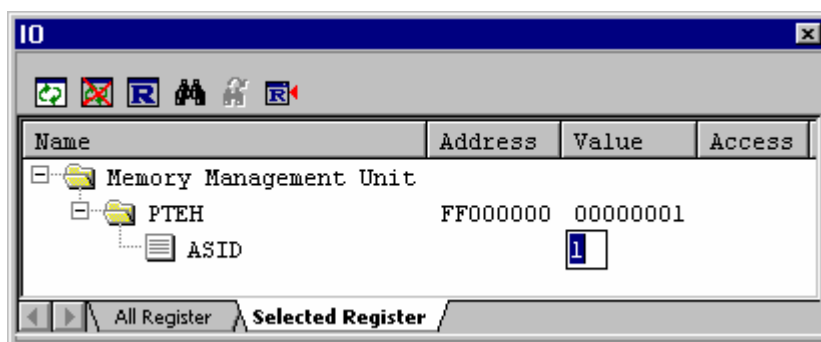 IO
Name Address Value Access
Memory Management Unit
PTEH FF000000 00000001
ASID 1
All Register Selected Register